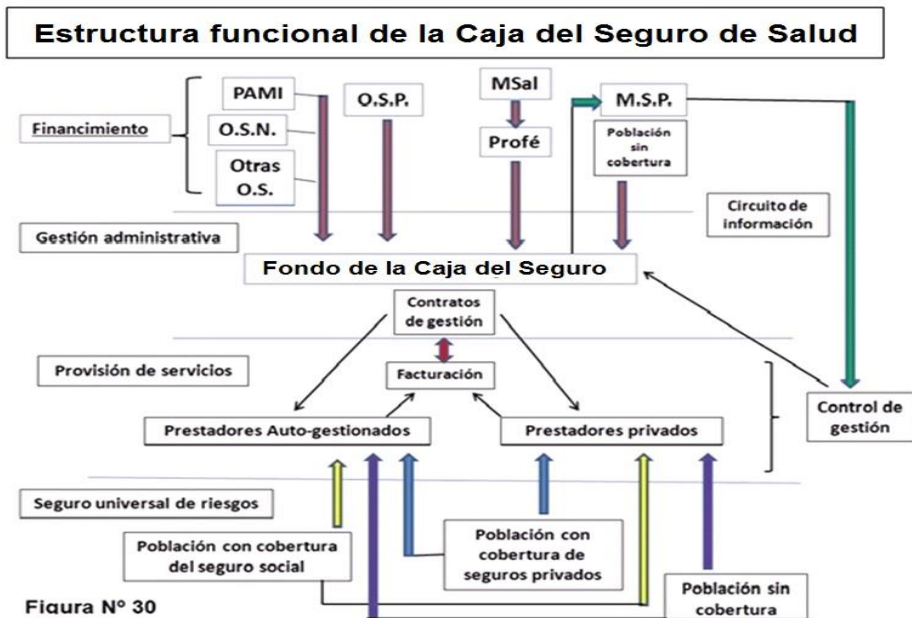 Estructura funcional de la Caja del Seguro de Salud
PAMI
O.S.P.
MSal
M.S.P.
Financimiento
O.S.N.
Profé
Población
sin
cobertura
Otras
O.S.
Circuito de
información
Gestión administrativa
Fondo de la Caja del Seguro
Contratos
de gestión
Provisión de servicios
Facturación
Prestadores Auto-gestionados
Prestadores privados
Control de
gestión
Seguro universal de riesgos
Población con cobertura
del seguro social
Población con
cobertura de
seguros privados
Población sin
cobertura
Figura Nº 30